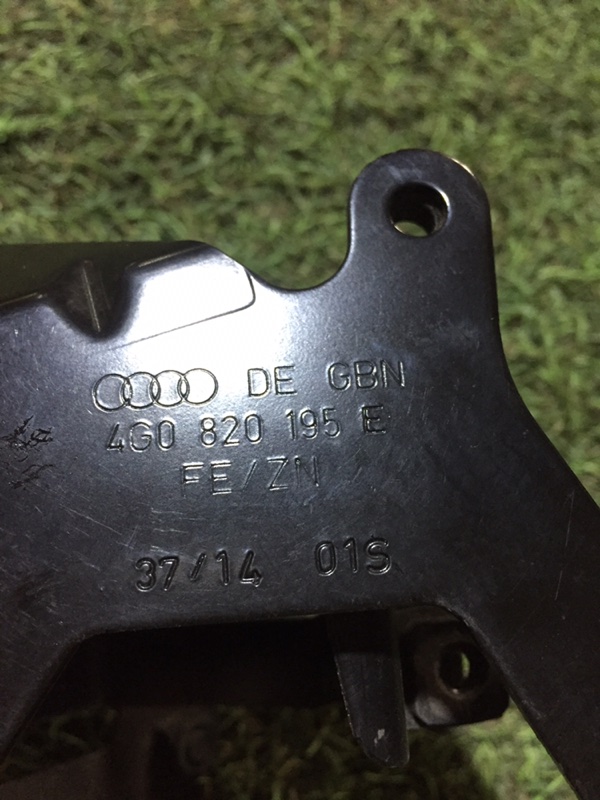 DE GBN
4G0 820 195 E
FE/ZN
37/14 01S